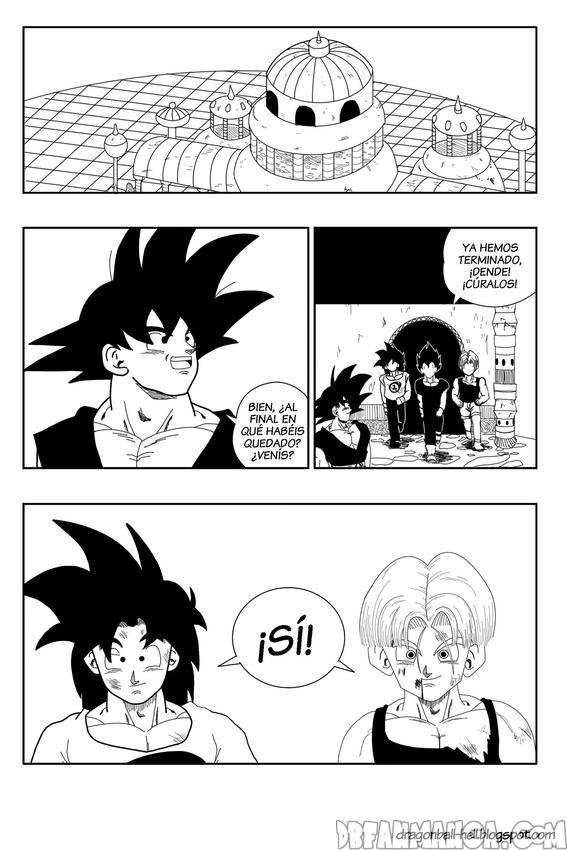 YA HEMOS
TERMINADO,
¡DENDE!
¡CÚRALOS!
BIEN, ¿AL
FINAL EN
QUÉ HABÉIS
QUEDADO?
¿VENÍS?
¡SÍ!
dragonball-hell.blogspot.com
DBFANMANGA.COM